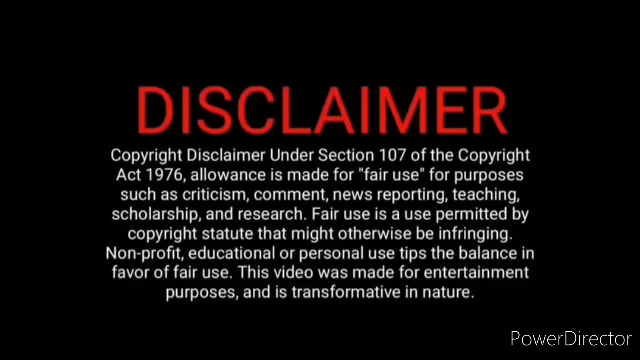 DISCLAIMER
Copyright Disclaimer Under Section 107 of the Copyright
Act 1976, allowance is made for "fair use" for purposes
such as criticism, comment, news reporting, teaching,
scholarship, and research. Fair use is a use permitted by
copyright statute that might otherwise be infringing.
Non-profit, educational or personal use tips the balance in
favor of fair use. This video was made for entertainment
purposes, and is transformative in nature.
PowerDirector